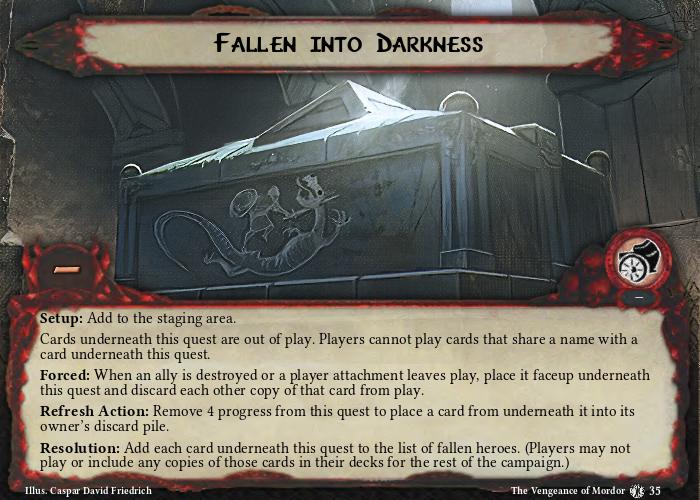 Fallen into Darkness
–
–
Setup: Add to the staging area.
Cards underneath this quest are out of play. Players cannot play cards that share a name with a
card underneath this quest.
Forced: When an ally is destroyed or a player attachment leaves play, place it faceup underneath
this quest and discard each other copy of that card from play.
Refresh Action: Remove 4 progress from this quest to place a card from underneath it into its
owner's discard pile.
Resolution: Add each card underneath this quest to the list of fallen heroes. (Players may not
play or include any copies of those cards in their decks for the rest of the campaign.)
Illus. Caspar David Friedrich
The Vengeance of Mordor 35